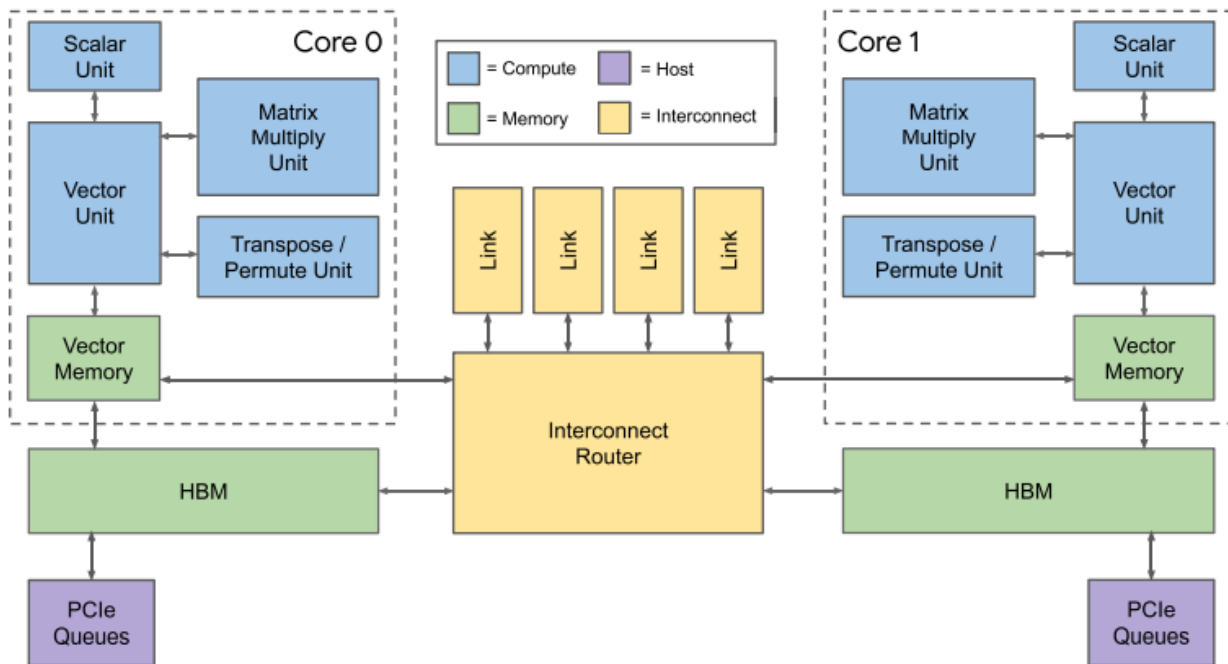 Scalar
Unit
Core 0
Vector
Unit
Matrix
Multiply
Unit
Transpose /
Permute Unit
Vector
Memory
HBM
PCIe
Queues
= Compute
= Host
= Memory
= Interconnect
Link
Link
Link
Link
Interconnect
Router
Core 1
Scalar
Unit
Matrix
Multiply
Unit
Vector
Unit
Transpose /
Permute Unit
Vector
Memory
HBM
PCIe
Queues